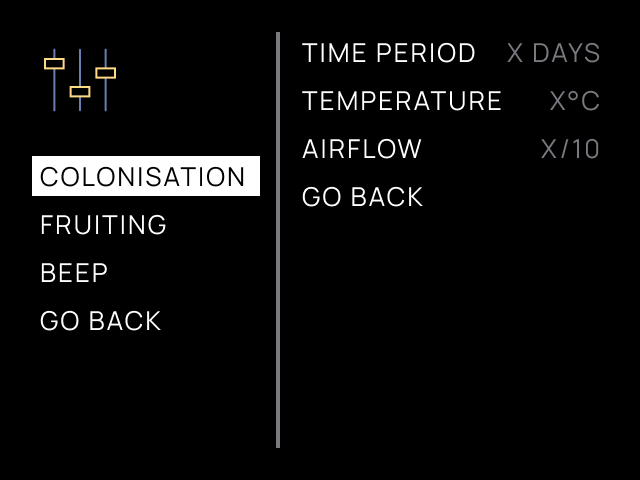 COLONISATION
FRUITING
BEEP
GO BACK
TIME PERIOD X DAYS
TEMPERATURE X°C
AIRFLOW X/10
GO BACK